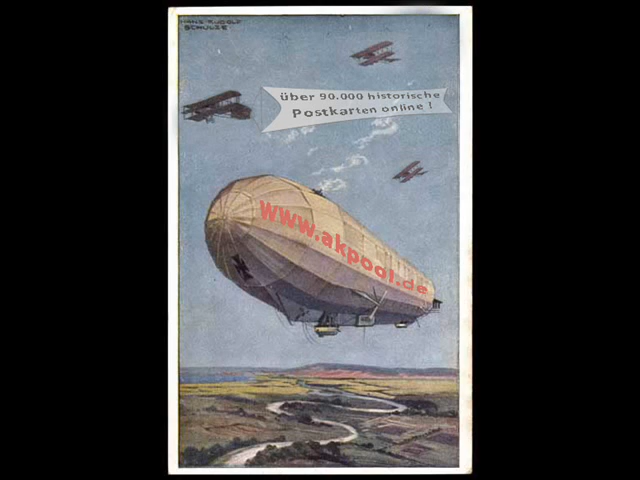 HANS RUDOLF
SCHULZE
über 90.000 historische
Postkarten online !
www.akpool.de